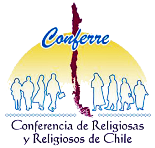 Conferre
Conferencia de Religiosas
y Religiosos de Chile